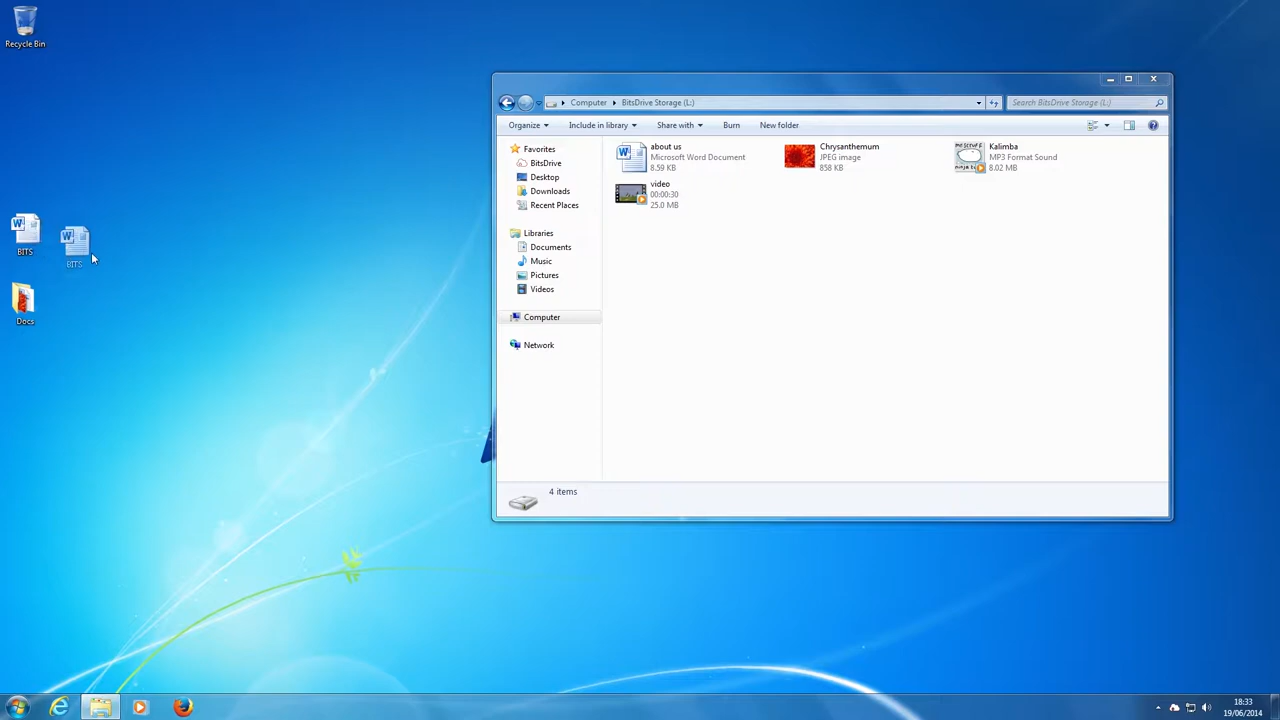 Recycle Bin
BITS
BITS
Docs
Computer
BitsDrive Storage (L:)
Search BitsDrive Storage (L:)
Organize
Include in library
Share with
Burn
New folder
Favorites
BitsDrive
Desktop
Downloads
Recent Places
Libraries
Documents
Music
Pictures
Videos
Computer
Network
about us
Microsoft Word Document
8.59 KB
Chrysanthemum
JPEG image
858 KB
Kalimba
MP3 Format Sound
8.02 MB
video
00:00:30
25.0 MB
4 items
18:33
19/06/2014